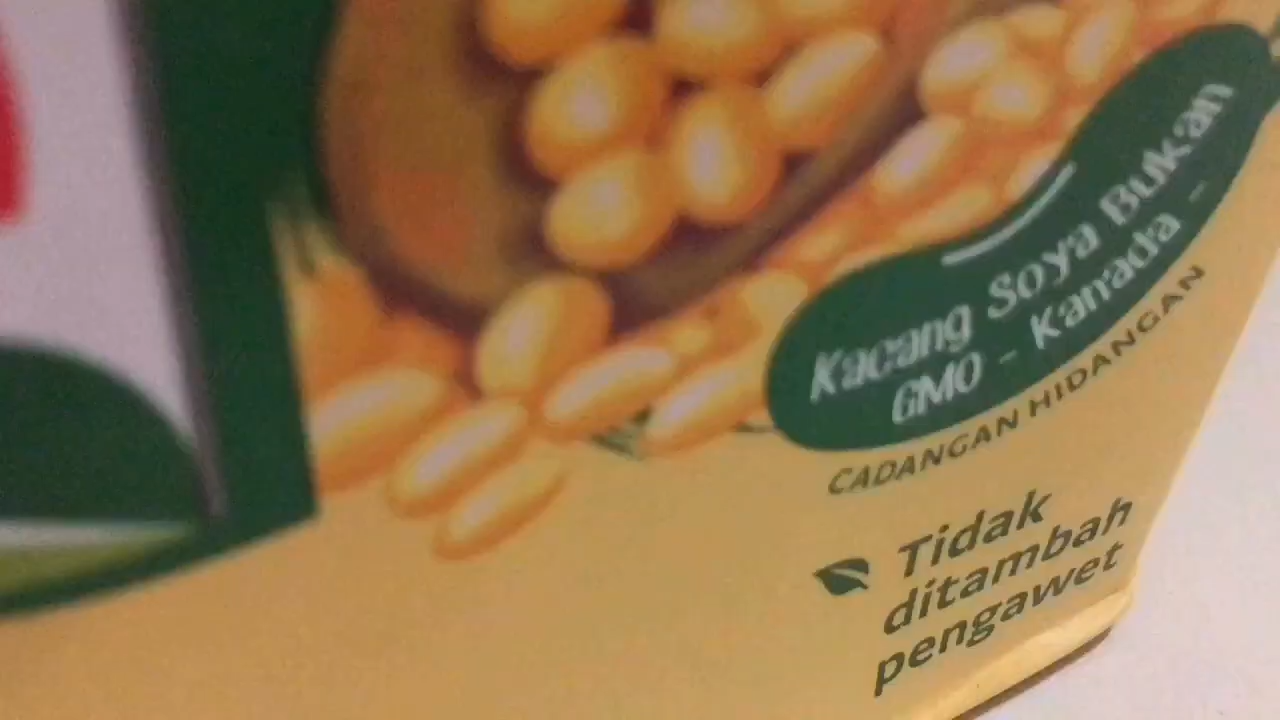 Kacang Soya Bukan
GMO - Kanada -
CADANGAN HIDANGAN
Tidak
ditambah
pengawet